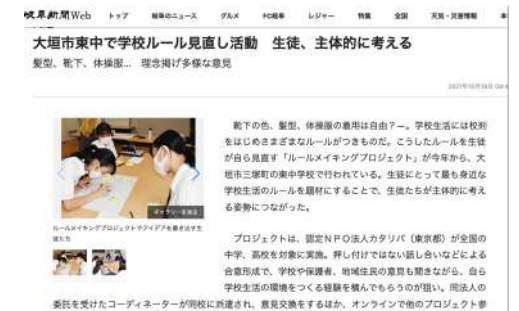 岐阜新聞Web トップ 岐阜のニュース グルメ FC岐阜 レジャー 特集 全国 天気・災害情報
大垣市東中で学校ルール見直し活動 生徒、主体的に考える
髪型、靴下、体操服… 理念掲げ多様な意見
靴下の色、髪型、体操服の着用は自由？―。学校生活には校則
をはじめさまざまなルールがつきものだ。こうしたルールを生徒
が自ら見直す「ルールメイキングプロジェクト」が今年から、大
垣市三塚町の東中学校で行われている。生徒にとって最も身近な
学校生活のルールを題材にすることで、生徒たちが主体的に考え
る姿勢につながった。
ギャラリーを見る
ルールメイキングプロジェクトでアイデアを書き出す生
徒たち
プロジェクトは、認定ＮＰＯ法人カタリバ（東京都）が全国の
中学、高校を対象に実施。押し付けではない話し合いなどによる
合意形成で、学校や保護者、地域住民の意見も聞きながら、自ら
学校生活の環境をつくる経験を積んでもらうのが狙い。同法人の
委託を受けたコーディネーターが同校に派遣され、意見交換をするほか、オンラインで他のプロジェクト参